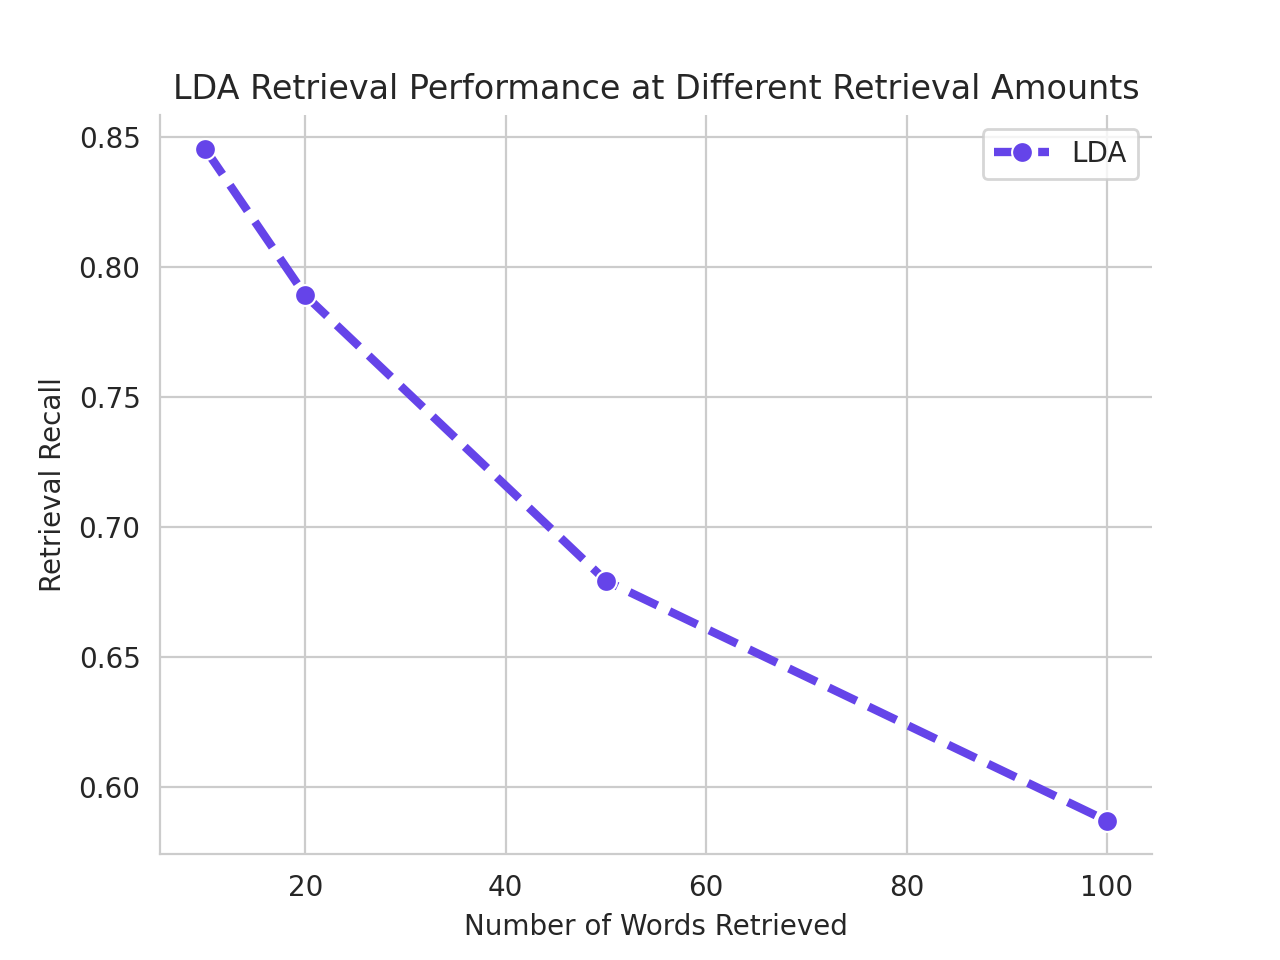 LDA Retrieval Performance at Different Retrieval Amounts
LDA
0.85
0.80
0.75
0.70
0.65
0.60
Retrieval Recall
20 40 60 80 100
Number of Words Retrieved